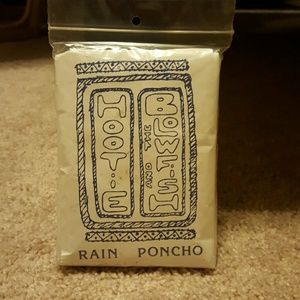 HOOTIE
AND THE
BLOWFISH
RAIN PONCHO